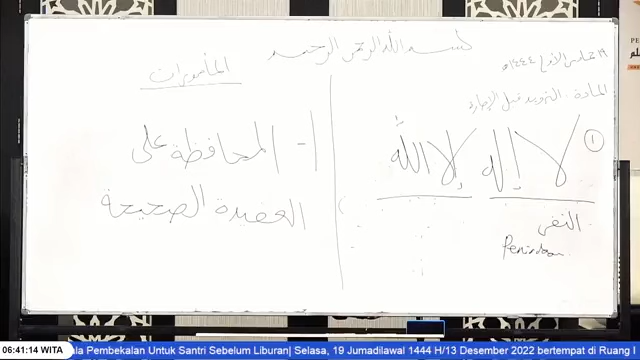 بسم الله الرحمن الرحيم
١٩ جمادى الأولى ١٤٤٤هـ
المادة: التزويد قبل الإجازة
١ لا إله إلا الله
النفي
Peniadaan
المأمورات
١- المحافظة على
العقيدة الصحيحة
06:41:14 WITA
ala Pembekalan Untuk Santri Sebelum Liburan| Selasa, 19 Jumadilawal 1444 H/13 Desember 2022 bertempat di Ruang